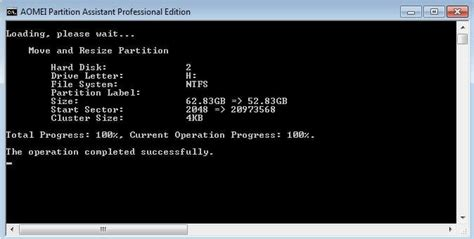 AOMEI Partition Assistant Professional Edition
Loading, please wait...
Move and Resize Partition
Hard Disk: 2
Drive Letter: H:
File System: NTFS
Partition Label:
Size: 62.83GB => 52.83GB
Start Sector: 2048 => 20973568
Cluster Size: 4KB
Total Progress: 100%, Current Operation Progress: 100%.
The operation completed successfully.